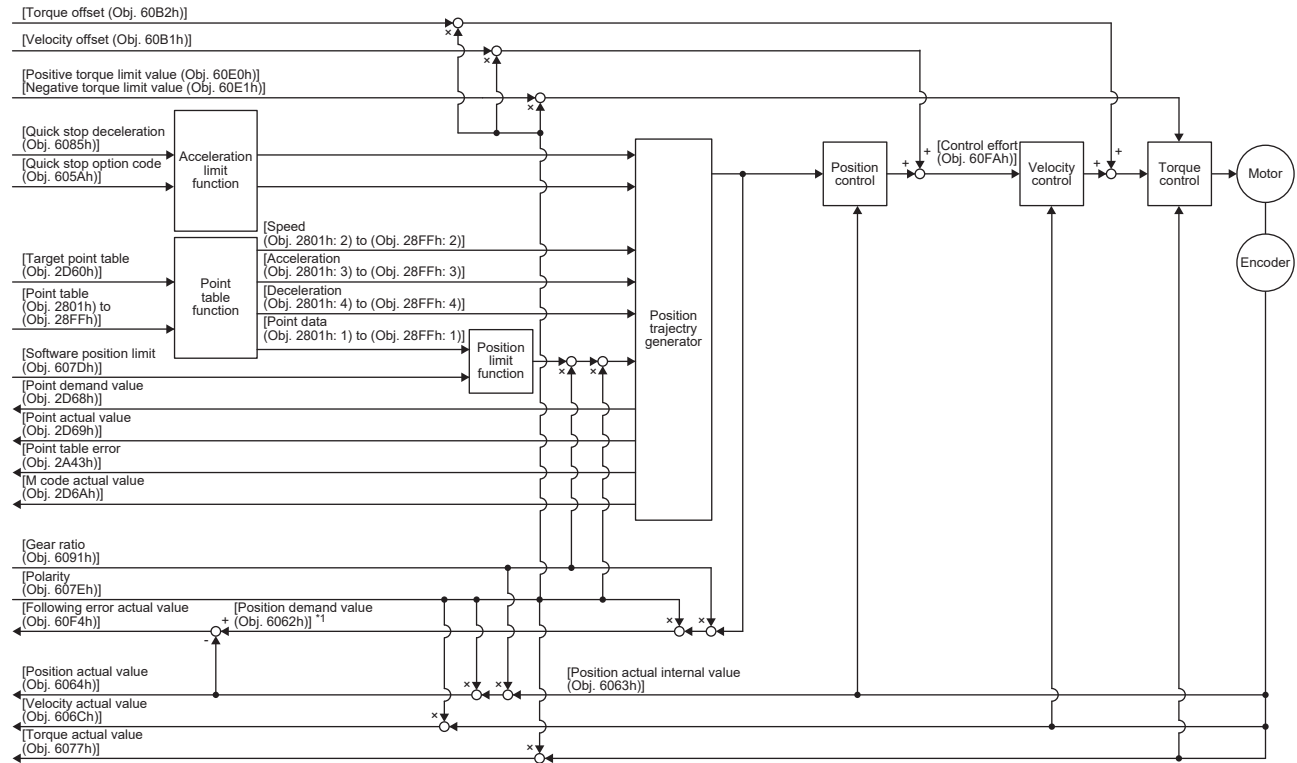 [Torque offset (Obj. 60B2h)]
[Velocity offset (Obj. 60B1h)]
[Positive torque limit value (Obj. 60E0h)]
[Negative torque limit value (Obj. 60E1h)]
[Quick stop deceleration
(Obj. 6085h)]
[Quick stop option code
(Obj. 605Ah)]
Acceleration
limit
function
[Target point table
(Obj. 2D60h)]
[Point table
(Obj. 2801h) to
(Obj. 28FFh)]
Point
table
function
[Speed
(Obj. 2801h: 2) to (Obj. 28FFh: 2)]
[Acceleration
(Obj. 2801h: 3) to (Obj. 28FFh: 3)]
[Deceleration
(Obj. 2801h: 4) to (Obj. 28FFh: 4)]
[Point data
(Obj. 2801h: 1) to (Obj. 28FFh: 1)]
Position
limit
function
Position
trajectry
generator
Position
control
[Control effort
(Obj. 60FAh)]
Velocity
control
Torque
control
Motor
Encoder
[Software position limit
(Obj. 607Dh)]
[Point demand value
(Obj. 2D68h)]
[Point actual value
(Obj. 2D69h)]
[Point table error
(Obj. 2A43h)]
[M code actual value
(Obj. 2D6Ah)]
[Gear ratio
(Obj. 6091h)]
[Polarity
(Obj. 607Eh)]
[Following error actual value
(Obj. 60F4h)]
[Position demand value
(Obj. 6062h)] *1
[Position actual value
(Obj. 6064h)]
[Position actual internal value
(Obj. 6063h)]
[Velocity actual value
(Obj. 606Ch)]
[Torque actual value
(Obj. 6077h)]